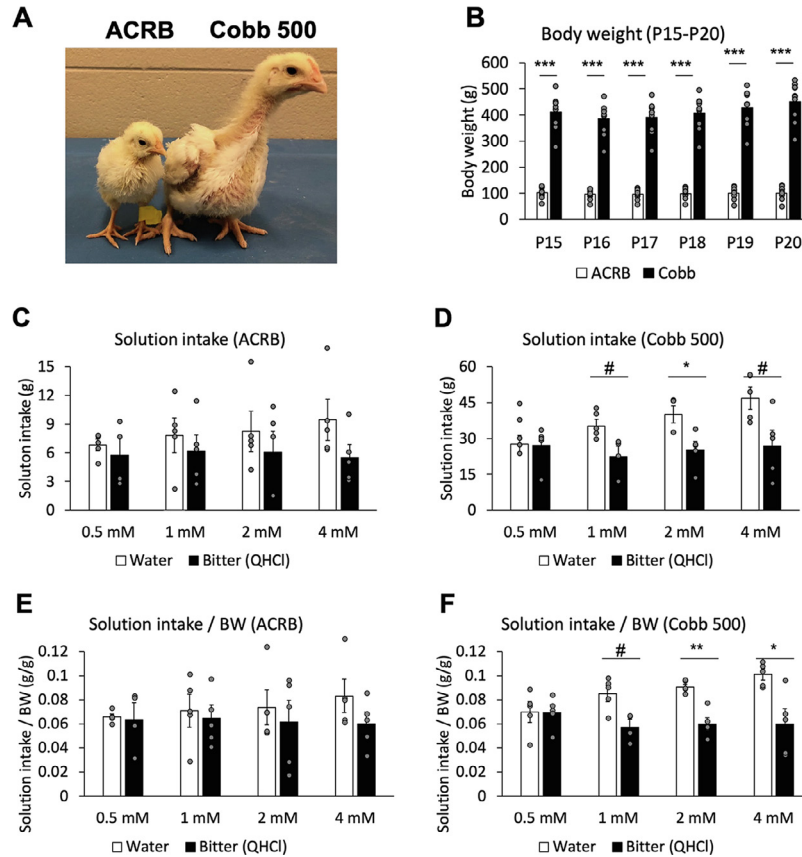 A
ACRB Cobb 500
B
Body weight (P15-P20)
Body weight (g)
600
500
400
300
200
100
0
*** *** *** *** *** ***
P15 P16 P17 P18 P19 P20
ACRB Cobb
C
Solution intake (ACRB)
Soluton intake (g)
15
12
9
6
3
0
0.5 mM 1 mM 2 mM 4 mM
Water Bitter (QHCl)
D
Solution intake (Cobb 500)
Solution intake (g)
60
45
30
15
0
# * #
0.5 mM 1 mM 2 mM 4 mM
Water Bitter (QHCl)
E
Solution intake / BW (ACRB)
Solution intake / BW (g/g)
0.12
0.1
0.08
0.06
0.04
0.02
0
0.5 mM 1 mM 2 mM 4 mM
Water Bitter (QHCl)
F
Solution intake / BW (Cobb 500)
Solution intake / BW (g/g)
0.12
0.1
0.08
0.06
0.04
0.02
0
# ** *
0.5 mM 1 mM 2 mM 4 mM
Water Bitter (QHCl)